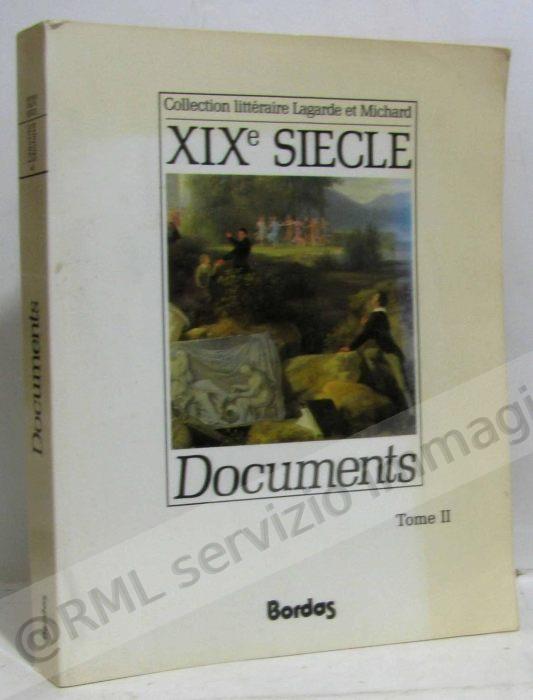 Collection littéraire Lagarde et Michard
XIXe SIECLE
Documents
Tome II
Bordas
Documents
@RML servizio immagi